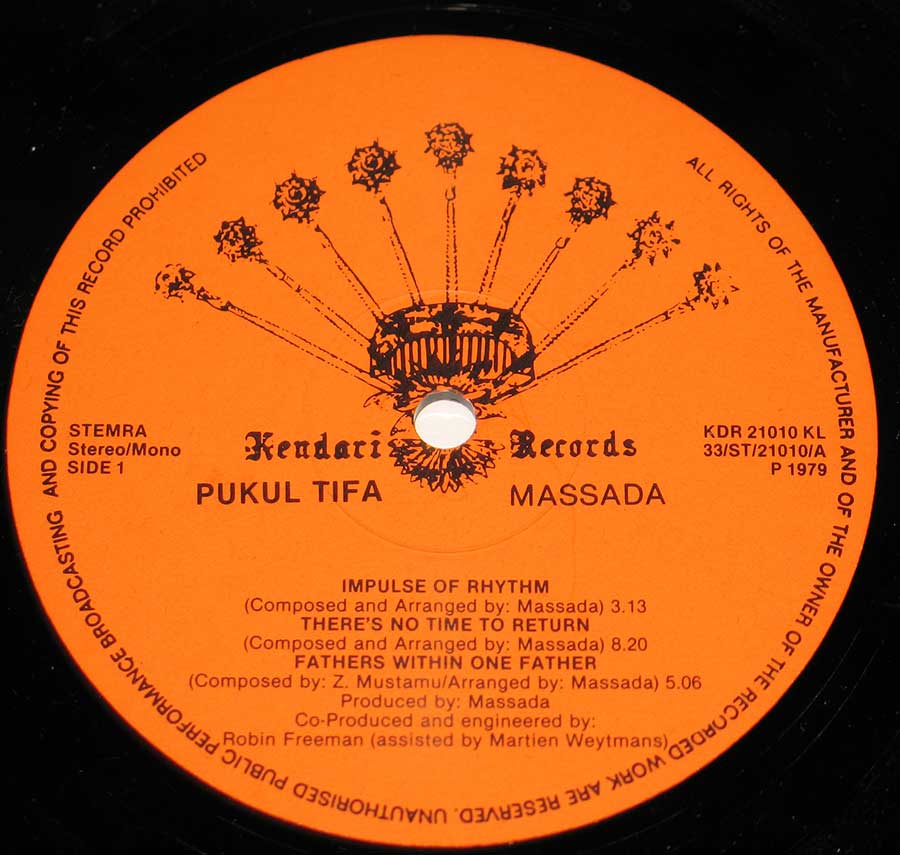 ALL RIGHTS OF THE MANUFACTURER AND OF THE OWNER OF THE RECORDED WORK ARE RESERVED. UNAUTHORISED PUBLIC PERFORMANCE BROADCASTING AND COPYING OF THIS RECORD PROHIBITED
STEMRA
Stereo/Mono
SIDE 1
Kendari Records
KDR 21010 KL
33/ST/21010/A
P 1979
PUKUL TIFA MASSADA
IMPULSE OF RHYTHM
(Composed and Arranged by: Massada) 3.13
THERE'S NO TIME TO RETURN
(Composed and Arranged by: Massada) 8.20
FATHERS WITHIN ONE FATHER
(Composed by: Z. Mustamu/Arranged by: Massada) 5.06
Produced by: Massada
Co-Produced and engineered by:
Robin Freeman (assisted by Martien Weytmans)